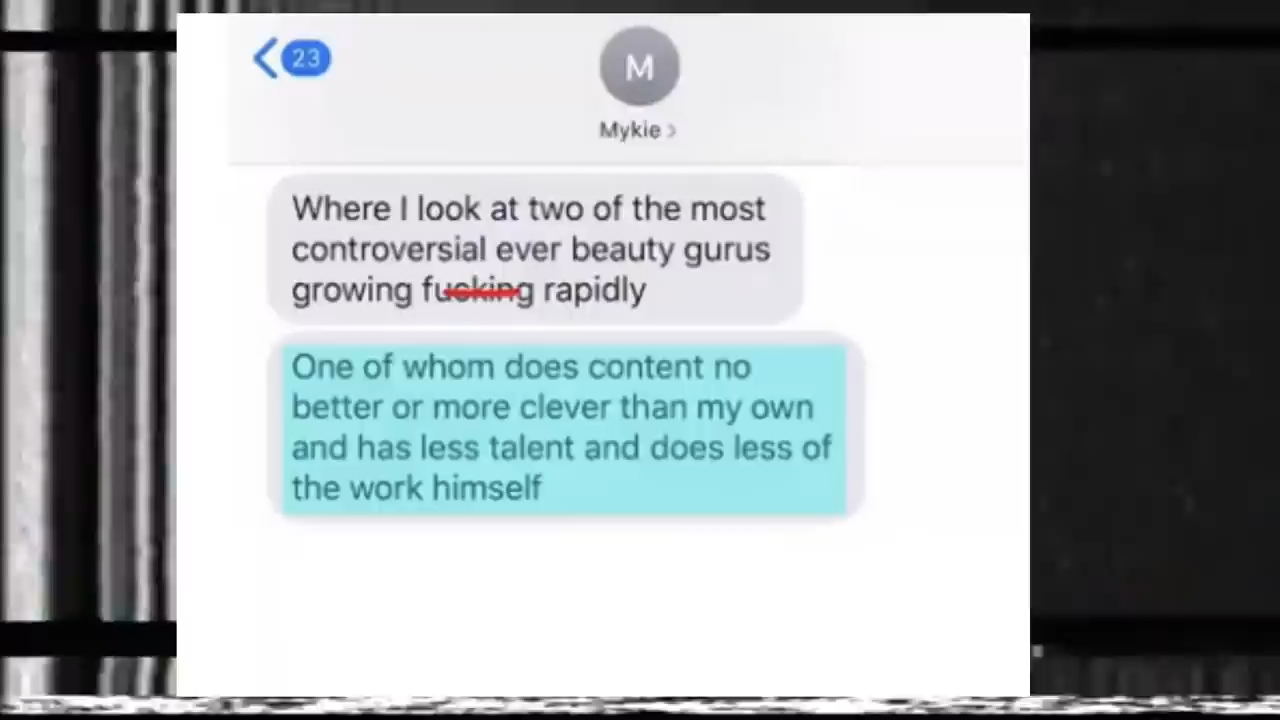 23
M
Mykie >
Where I look at two of the most
controversial ever beauty gurus
growing fucking rapidly
One of whom does content no
better or more clever than my own
and has less talent and does less of
the work himself